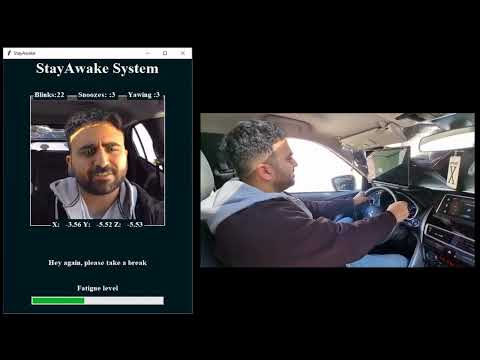 StayAwake
StayAwake System
Blinks:22 Snoozes: :3 Yawing :3
X: -3.56 Y: -5.52 Z: -5.53
Hey again, please take a break
Fatigue level